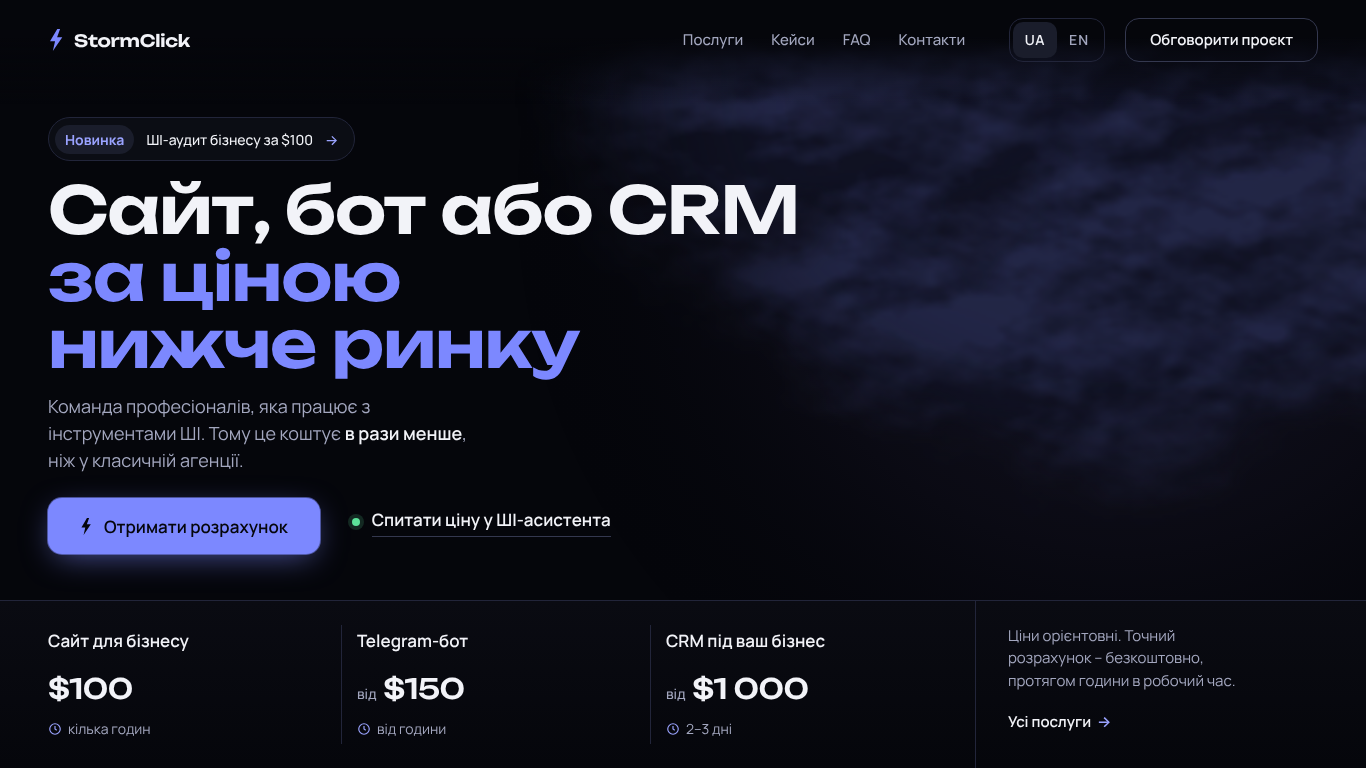 StormClick
Послуги Кейси FAQ Контакти UA EN Обговорити проєкт
Новинка ШІ-аудит бізнесу за $100 →
Сайт, бот або CRM
за ціною
нижче ринку
Команда професіоналів, яка працює з
інструментами ШІ. Тому це коштує в рази менше,
ніж у класичній агенції.
Отримати розрахунок
Спитати ціну у ШІ-асистента
Сайт для бізнесу
$100
кілька годин
Telegram-бот
від $150
від години
CRM під ваш бізнес
від $1 000
2–3 дні
Ціни орієнтовні. Точний
розрахунок – безкоштовно,
протягом години в робочий час.
Усі послуги →